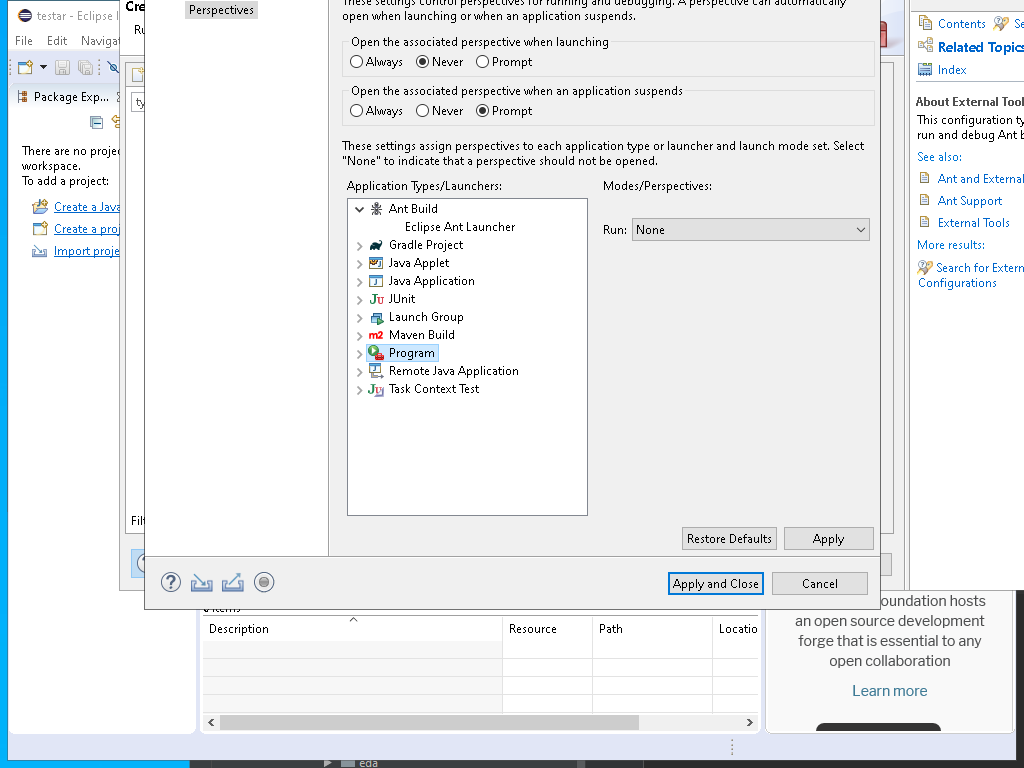 testar - Eclipse I
File Edit Navigat
Package Exp...
There are no proje
workspace.
To add a project:
Create a Java
Create a proj
Import proje
Cre
Ru
ty
Filt
Perspectives
These settings control perspectives for running and debugging. A perspective can automatically
open when launching or when an application suspends.
Open the associated perspective when launching
Always Never Prompt
Open the associated perspective when an application suspends
Always Never Prompt
These settings assign perspectives to each application type or launcher and launch mode set. Select
"None" to indicate that a perspective should not be opened.
Application Types/Launchers:
Modes/Perspectives:
Ant Build
Eclipse Ant Launcher
Gradle Project
Java Applet
Java Application
JUnit
Launch Group
Maven Build
Program
Remote Java Application
Task Context Test
Run: None
Restore Defaults Apply
Apply and Close Cancel
Contents Se
Related Topics
Index
About External Tool
This configuration ty
run and debug Ant b
See also:
Ant and External
Ant Support
External Tools
More results:
Search for Extern
Configurations
items
Description Resource Path Locatio
oundation hosts
an open source development
forge that is essential to any
open collaboration
Learn more
eda